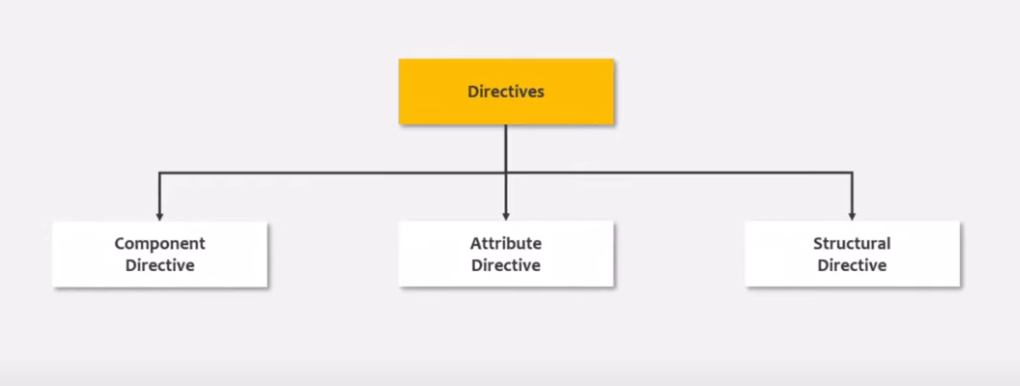 Directives
Component
Directive
Attribute
Directive
Structural
Directive